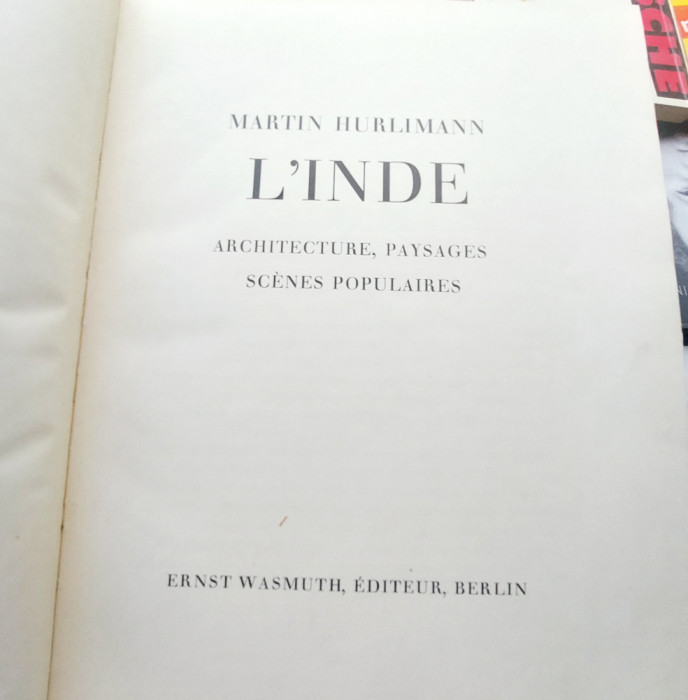 MARTIN HURLIMANN
L'INDE
ARCHITECTURE, PAYSAGES
SCÈNES POPULAIRES
ERNST WASMUTH, ÉDITEUR, BERLIN